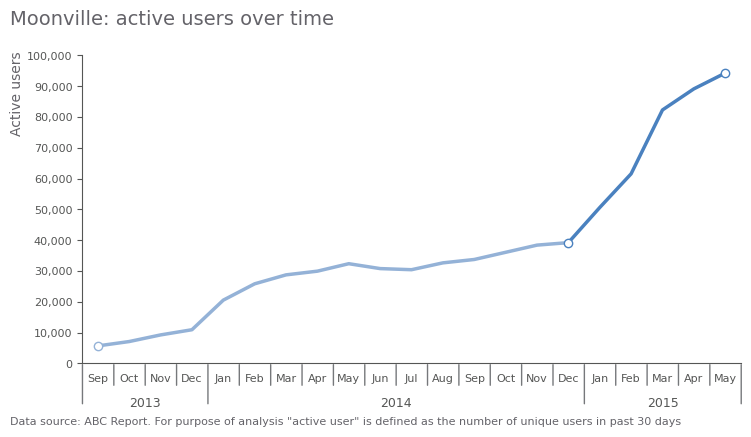 Moonville: active users over time
Active users
100,000
90,000
80,000
70,000
60,000
50,000
40,000
30,000
20,000
10,000
0
Sep Oct Nov Dec Jan Feb Mar Apr May Jun Jul Aug Sep Oct Nov Dec Jan Feb Mar Apr May
2013 2014 2015
Data source: ABC Report. For purpose of analysis "active user" is defined as the number of unique users in past 30 days